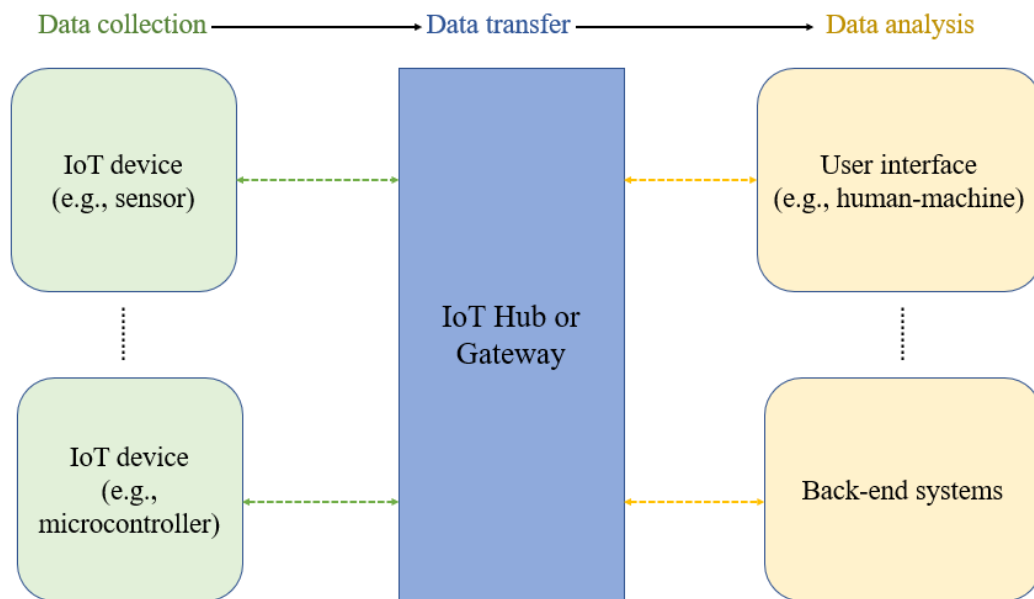 Data collection
Data transfer
Data analysis
IoT device
(e.g., sensor)
User interface
(e.g., human-machine)
IoT Hub or
Gateway
IoT device
(e.g.,
microcontroller)
Back-end systems